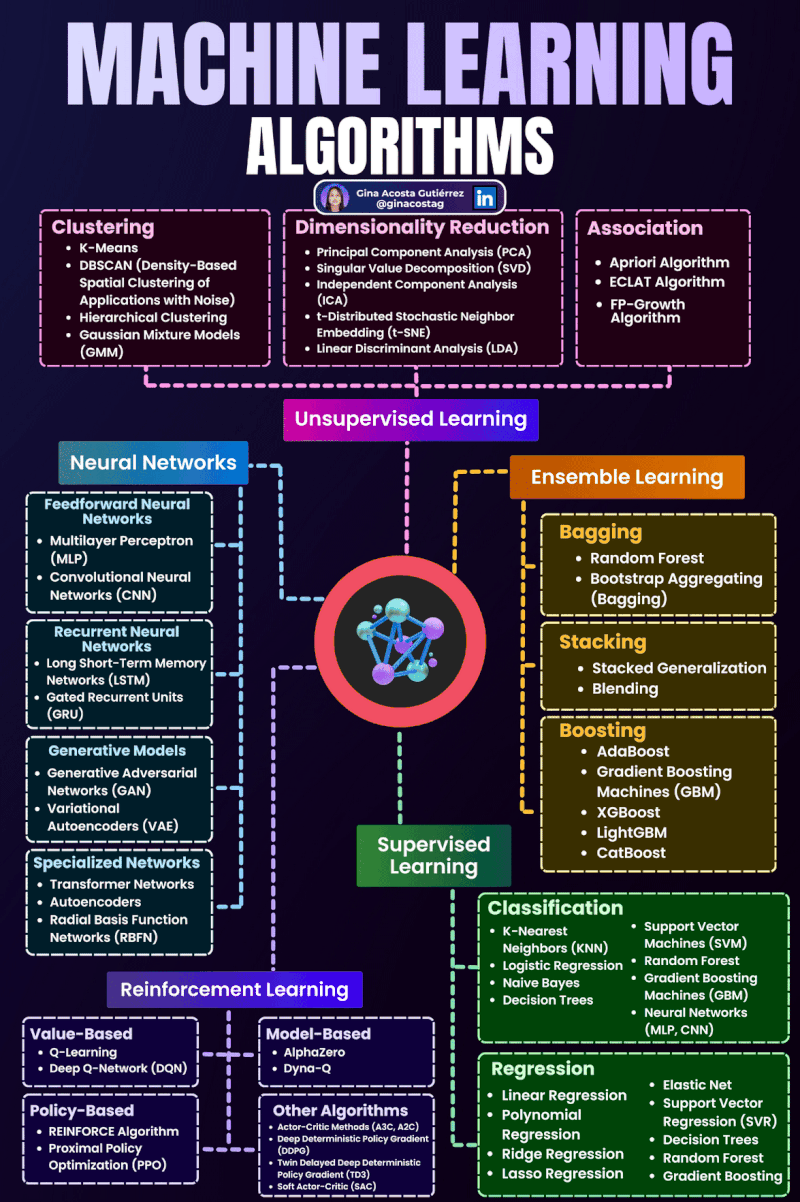 MACHINE LEARNING
ALGORITHMS
Gina Acosta Gutiérrez
@ginacostag
in
Clustering
• K-Means
• DBSCAN (Density-Based
Spatial Clustering of
Applications with Noise)
• Hierarchical Clustering
• Gaussian Mixture Models
(GMM)
Dimensionality Reduction
• Principal Component Analysis (PCA)
• Singular Value Decomposition (SVD)
• Independent Component Analysis
(ICA)
• t-Distributed Stochastic Neighbor
Embedding (t-SNE)
• Linear Discriminant Analysis (LDA)
Association
• Apriori Algorithm
• ECLAT Algorithm
• FP-Growth
Algorithm
Unsupervised Learning
Neural Networks
Feedforward Neural
Networks
• Multilayer Perceptron
(MLP)
• Convolutional Neural
Networks (CNN)
Recurrent Neural
Networks
• Long Short-Term Memory
Networks (LSTM)
• Gated Recurrent Units
(GRU)
Generative Models
• Generative Adversarial
Networks (GAN)
• Variational
Autoencoders (VAE)
Specialized Networks
• Transformer Networks
• Autoencoders
• Radial Basis Function
Networks (RBFN)
Ensemble Learning
Bagging
• Random Forest
• Bootstrap Aggregating
(Bagging)
Stacking
• Stacked Generalization
• Blending
Boosting
• AdaBoost
• Gradient Boosting
Machines (GBM)
• XGBoost
• LightGBM
• CatBoost
Supervised
Learning
Classification
• K-Nearest
Neighbors (KNN)
• Logistic Regression
• Naive Bayes
• Decision Trees
• Support Vector
Machines (SVM)
• Random Forest
• Gradient Boosting
Machines (GBM)
• Neural Networks
(MLP, CNN)
Regression
• Linear Regression
• Polynomial
Regression
• Ridge Regression
• Lasso Regression
• Elastic Net
• Support Vector
Regression (SVR)
• Decision Trees
• Random Forest
• Gradient Boosting
Reinforcement Learning
Value-Based
• Q-Learning
• Deep Q-Network (DQN)
Model-Based
• AlphaZero
• Dyna-Q
Policy-Based
• REINFORCE Algorithm
• Proximal Policy
Optimization (PPO)
Other Algorithms
• Actor-Critic Methods (A3C, A2C)
• Deep Deterministic Policy Gradient
(DDPG)
• Twin Delayed Deep Deterministic
Policy Gradient (TD3)
• Soft Actor-Critic (SAC)